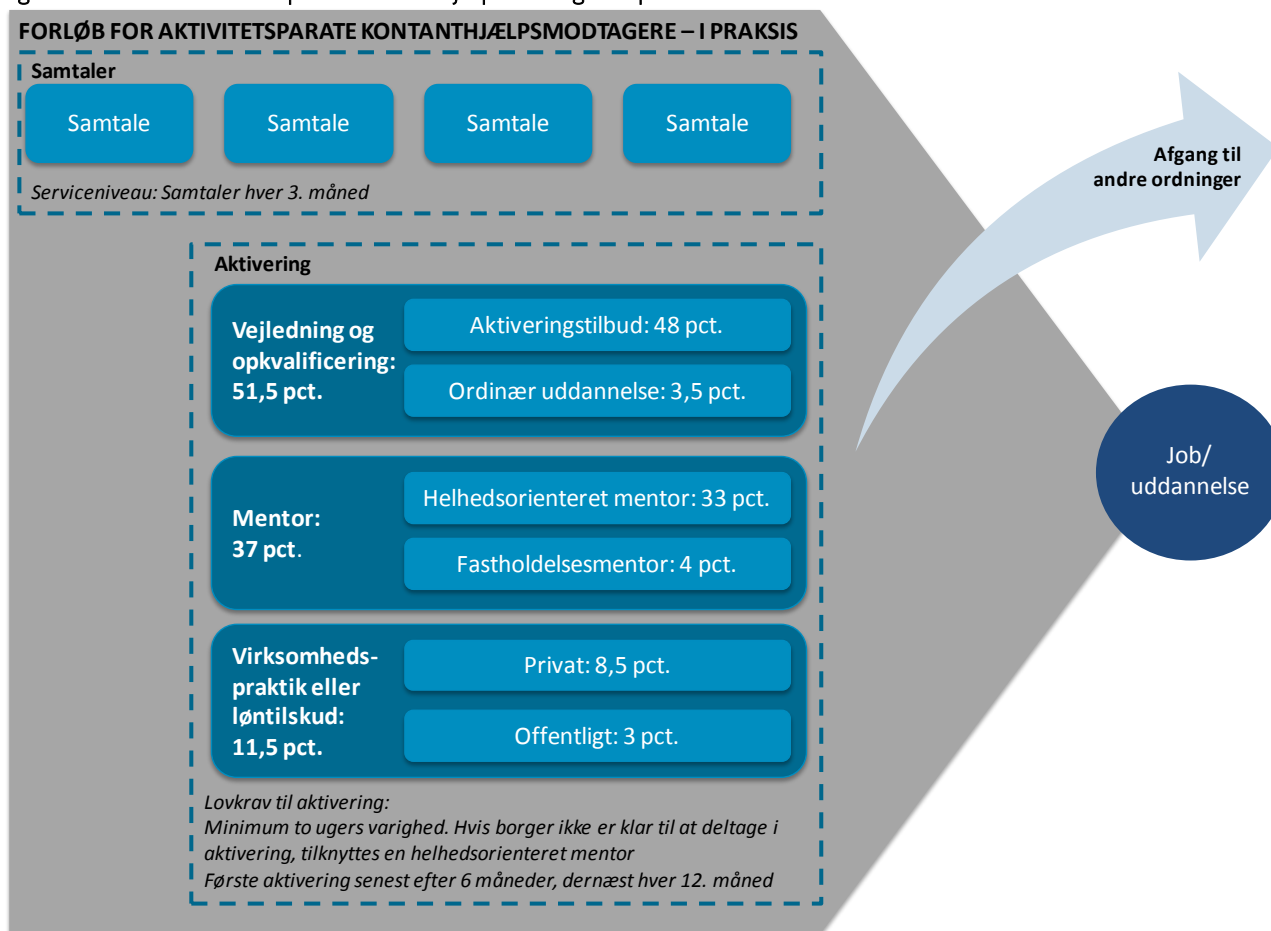 FORLØB FOR AKTIVITETSPARATE KONTANTHJÆLPSMODTAGERE – I PRAKSIS
Samtaler
Samtale
Samtale
Samtale
Samtale
Serviceniveau: Samtaler hver 3. måned
Afgang til
andre ordninger
Aktivering
Vejledning og
opkvalificering:
51,5 pct.
Aktiveringstilbud: 48 pct.
Ordinær uddannelse: 3,5 pct.
Mentor:
37 pct.
Helhedsorienteret mentor: 33 pct.
Fastholdelsesmentor: 4 pct.
Virksomheds-
praktik eller
løntilskud:
11,5 pct.
Privat: 8,5 pct.
Offentligt: 3 pct.
Job/
uddannelse
Lovkrav til aktivering:
Minimum to ugers varighed. Hvis borger ikke er klar til at deltage i
aktivering, tilknyttes en helhedsorienteret mentor
Første aktivering senest efter 6 måneder, dernæst hver 12. måned